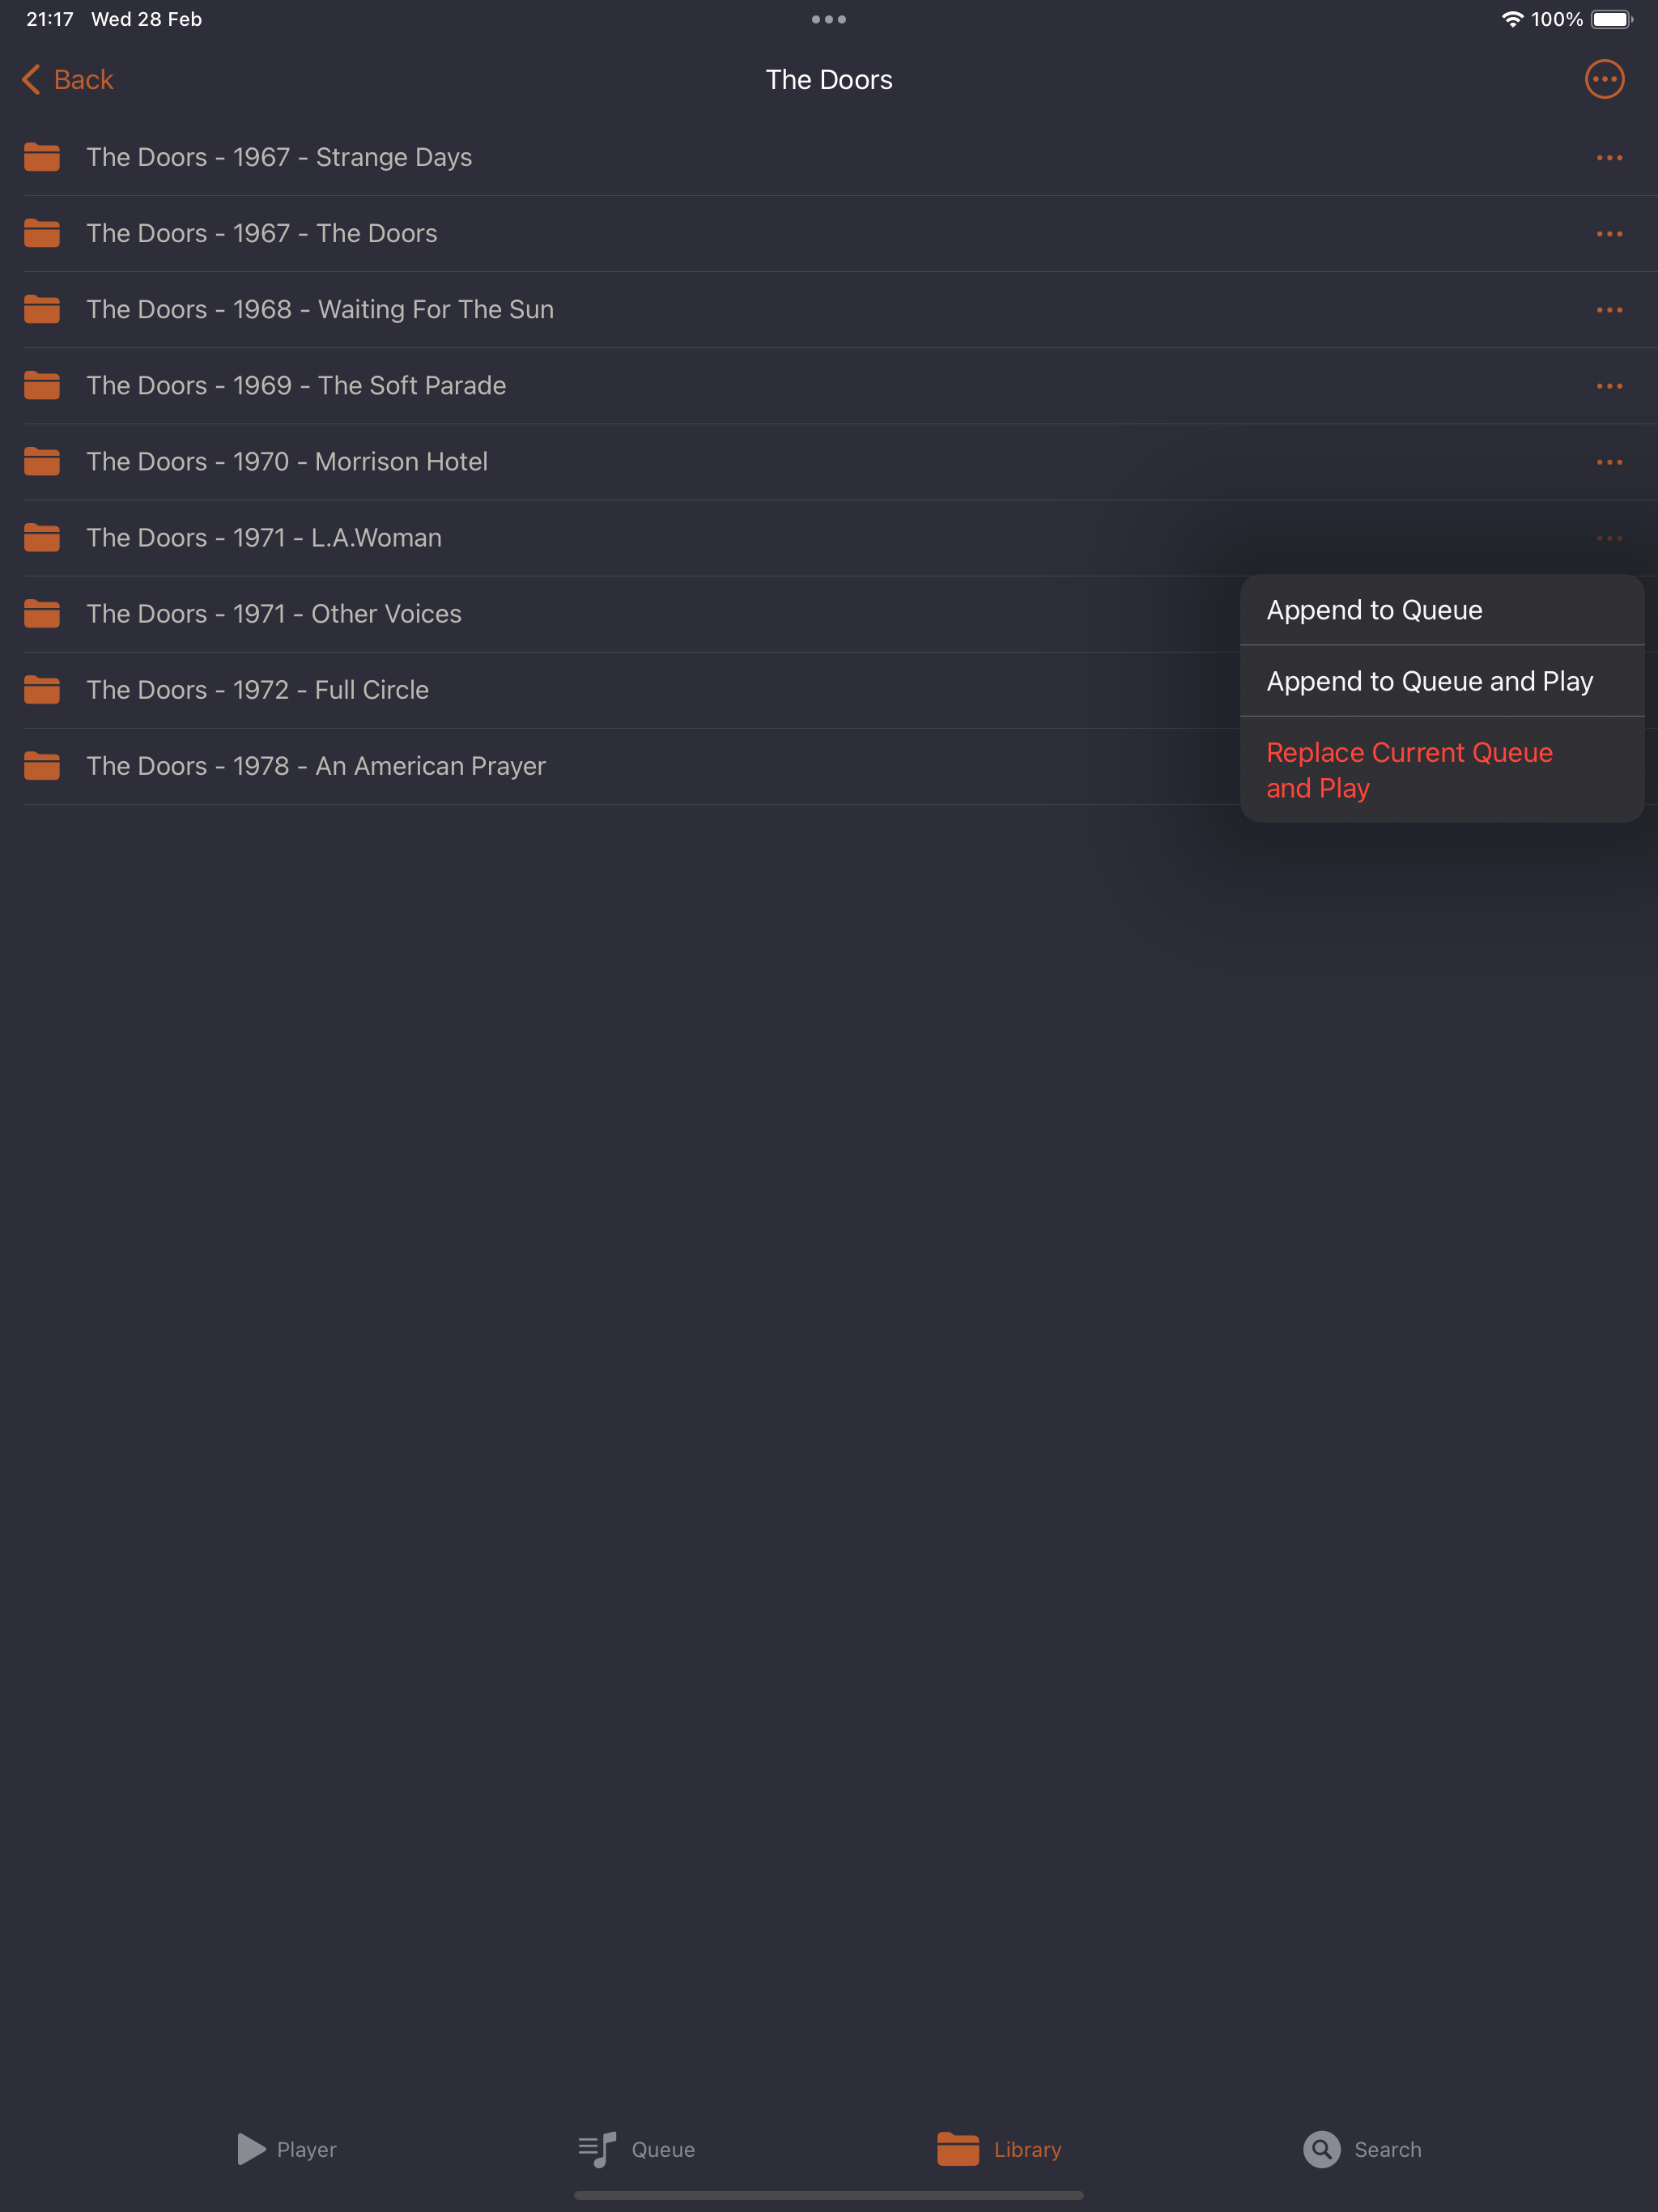 21:17 Wed 28 Feb
100%
Back
The Doors
The Doors - 1967 - Strange Days
The Doors - 1967 - The Doors
The Doors - 1968 - Waiting For The Sun
The Doors - 1969 - The Soft Parade
The Doors - 1970 - Morrison Hotel
The Doors - 1971 - L.A.Woman
The Doors - 1971 - Other Voices
The Doors - 1972 - Full Circle
The Doors - 1978 - An American Prayer
Append to Queue
Append to Queue and Play
Replace Current Queue
and Play
Player
Queue
Library
Search